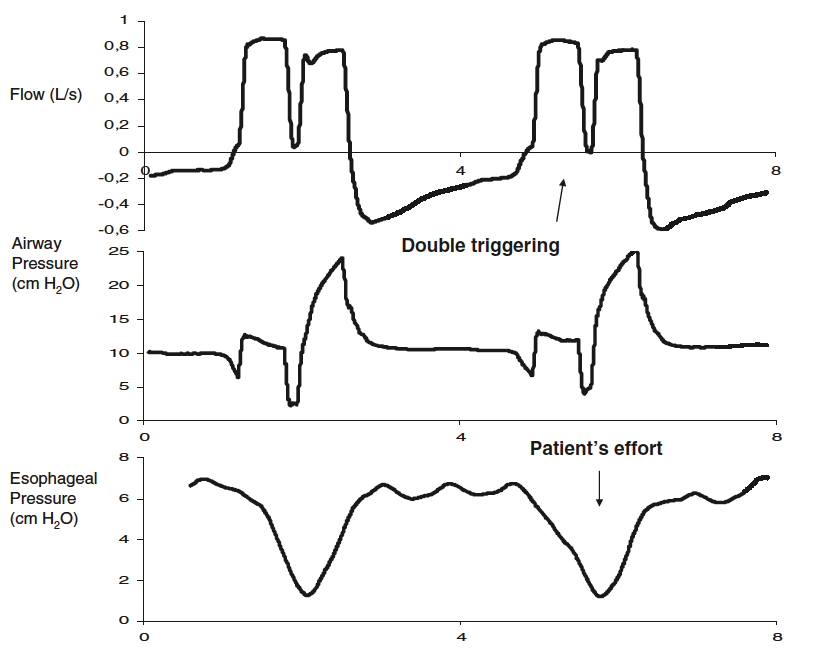 1
0,8
0,6
Flow (L/s)
0,4
0,2
0
0 4 8
-0,2
-0,4
-0,6
Double triggering
Airway
Pressure
(cm H₂O)
25
20
15
10
5
0
0 4 8
Patient's effort
Esophageal
Pressure
(cm H₂O)
8
6
4
2
0
0 4 8